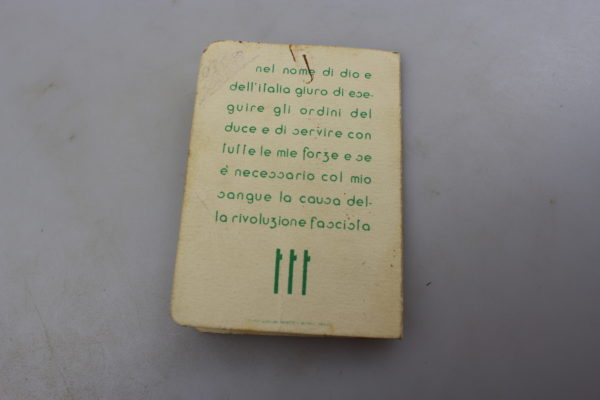 nel nome di dio e
dell'italia giuro di ese-
guire gli ordini del
duce e di servire con
tutte le mie forze e se
è necessario col mio
sangue la causa del-
la rivoluzione fascista